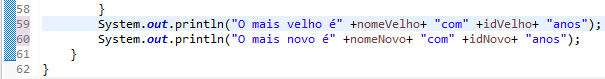 58 }
59 System.out.println("O mais velho é" +nomeVelho+ "com" +idVelho+ "anos");
60 System.out.println("O mais novo é" +nomeNovo+ "com" +idNovo+ "anos");
61 }
62 }